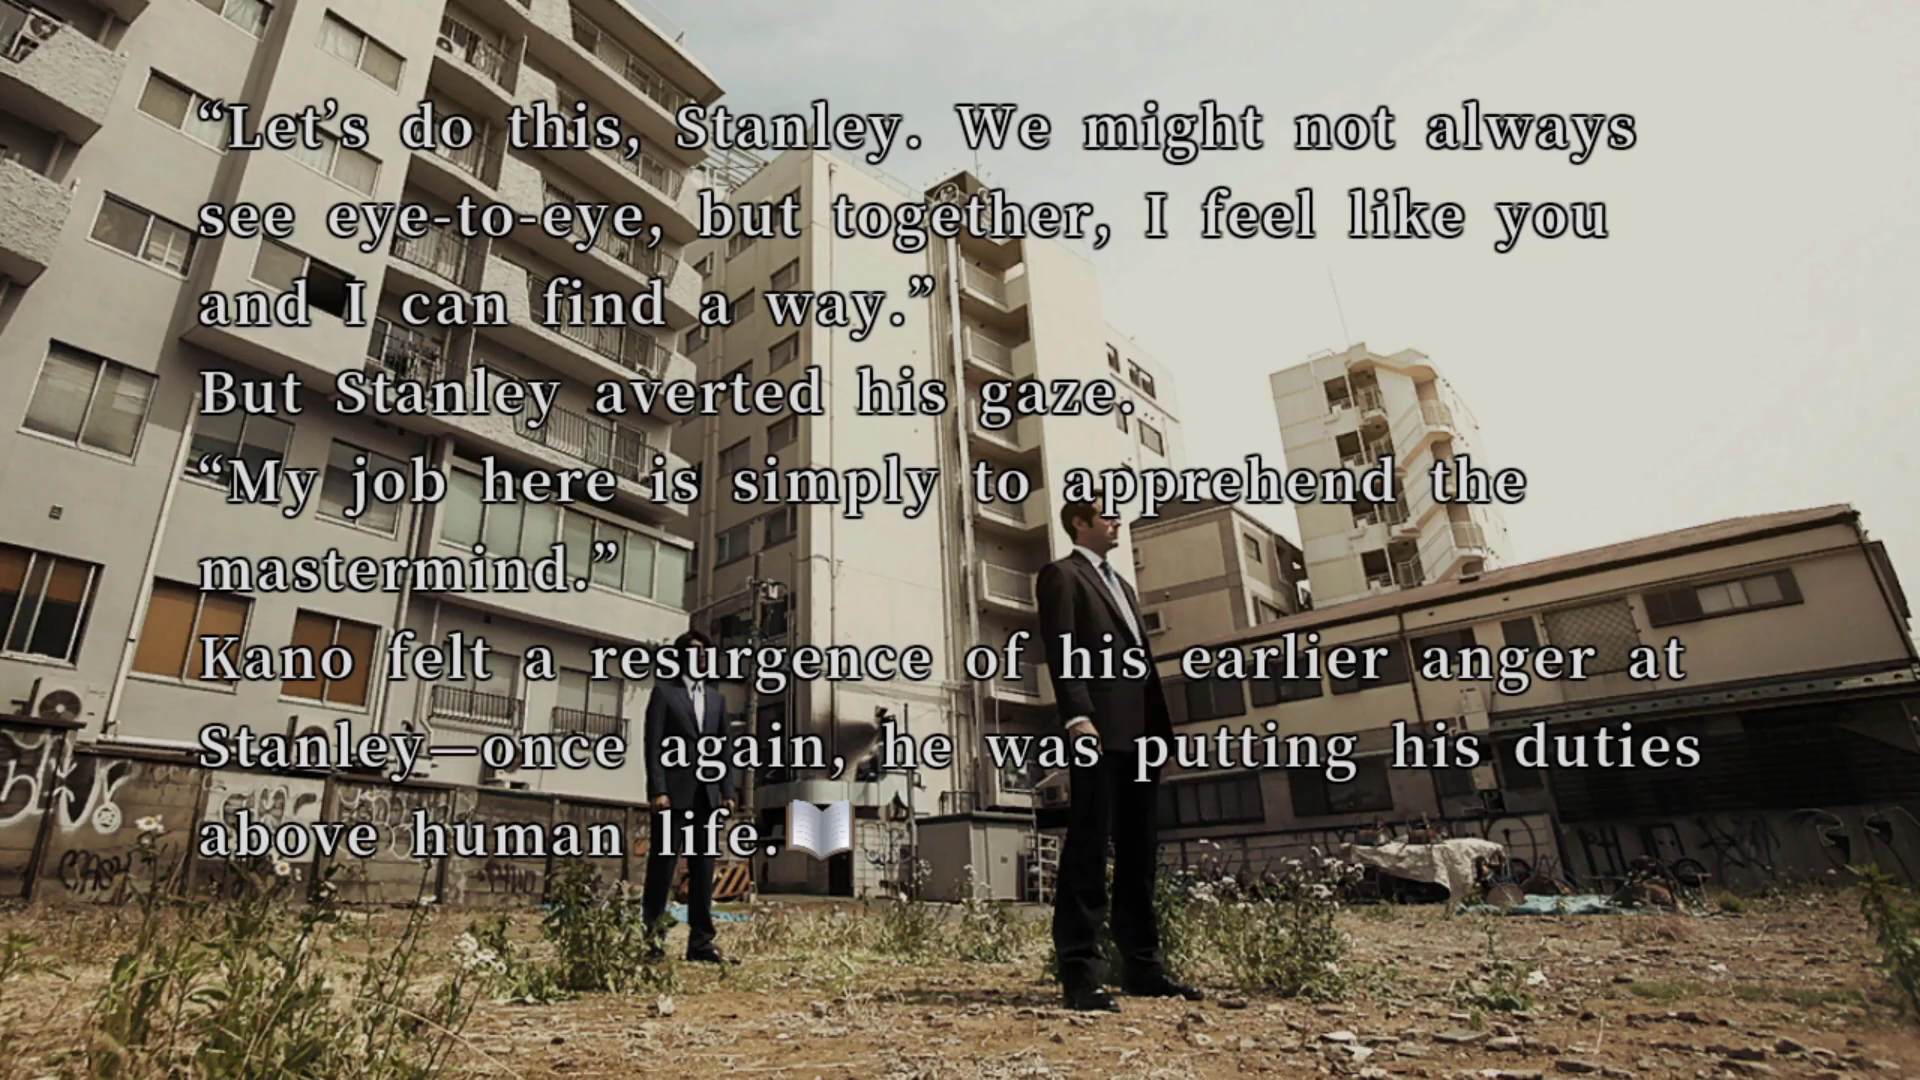 “Let’s do this, Stanley. We might not always
see eye-to-eye, but together, I feel like you
and I can find a way.”
But Stanley averted his gaze.
“My job here is simply to apprehend the
mastermind.”
Kano felt a resurgence of his earlier anger at
Stanley—once again, he was putting his duties
above human life.